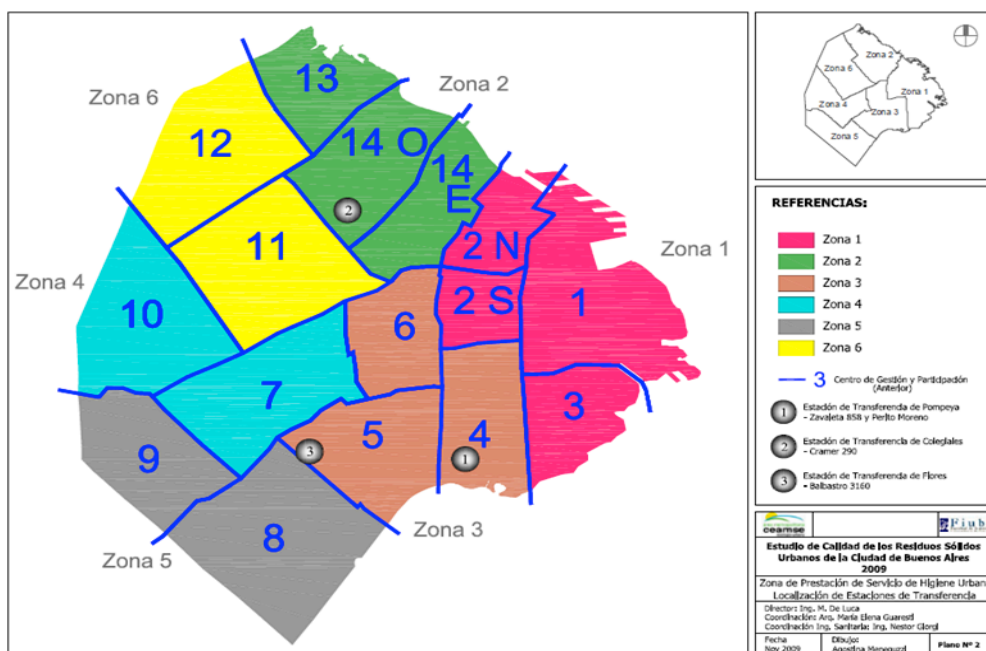 Zona 6
Zona 2
Zona 1
Zona 4
Zona 5
Zona 3
13
12
14 O
14
E
2
11
2 N
2 S
1
10
6
7
3
5
4
3
1
9
8
Zona 2
Zona 6
Zona 1
Zona 4
Zona 3
Zona 5
REFERENCIAS:
Zona 1
Zona 2
Zona 3
Zona 4
Zona 5
Zona 6
3 Centro de Gestión y Participación
(Anterior)
1 Estación de Transferencia de Pompeya
- Zavaleta 858 y Perito Moreno
2 Estación de Transferencia de Colegiales
- Cramer 290
3 Estación de Transferencia de Flores
- Balbastro 3160
ceamse
Fiuba
Estudio de Calidad de los Residuos Sólidos
Urbanos de la Ciudad de Buenos Aires
2009
Zona de Prestación de Servicio de Higiene Urban
Localización de Estaciones de Transferencia
Director: Ing. M. De Luca
Coordinación: Arq. María Elena Guaresti
Coordinación Ing. Sanitaria: Ing. Nestor Giorgi
Fecha
Nov 2009
Dibujo:
Agostina Meneguzzi
Plano Nº 2